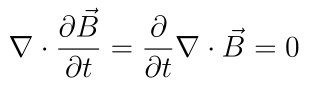 ∇ · ∂B⃗/∂t = ∂/∂t ∇ · B⃗ = 0